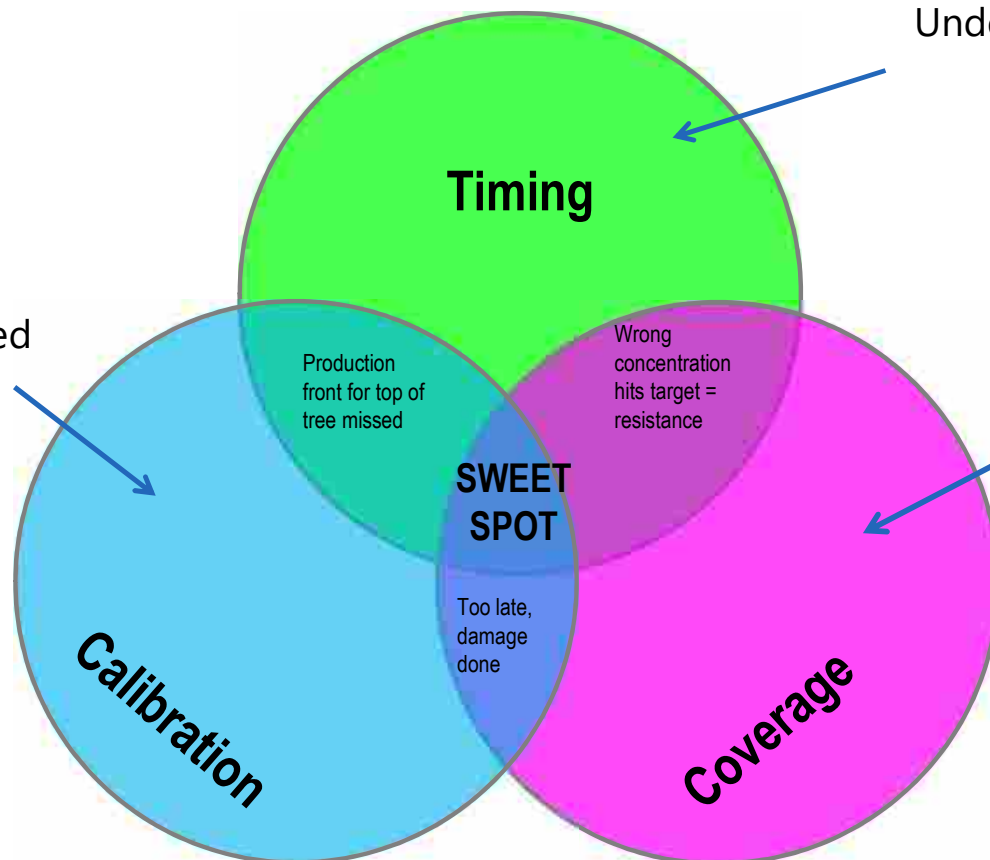 Timing
Production
front for top of
tree missed
Wrong
concentration
hits target =
resistance
SWEET
SPOT
Too late,
damage
done
Calibration
Coverage